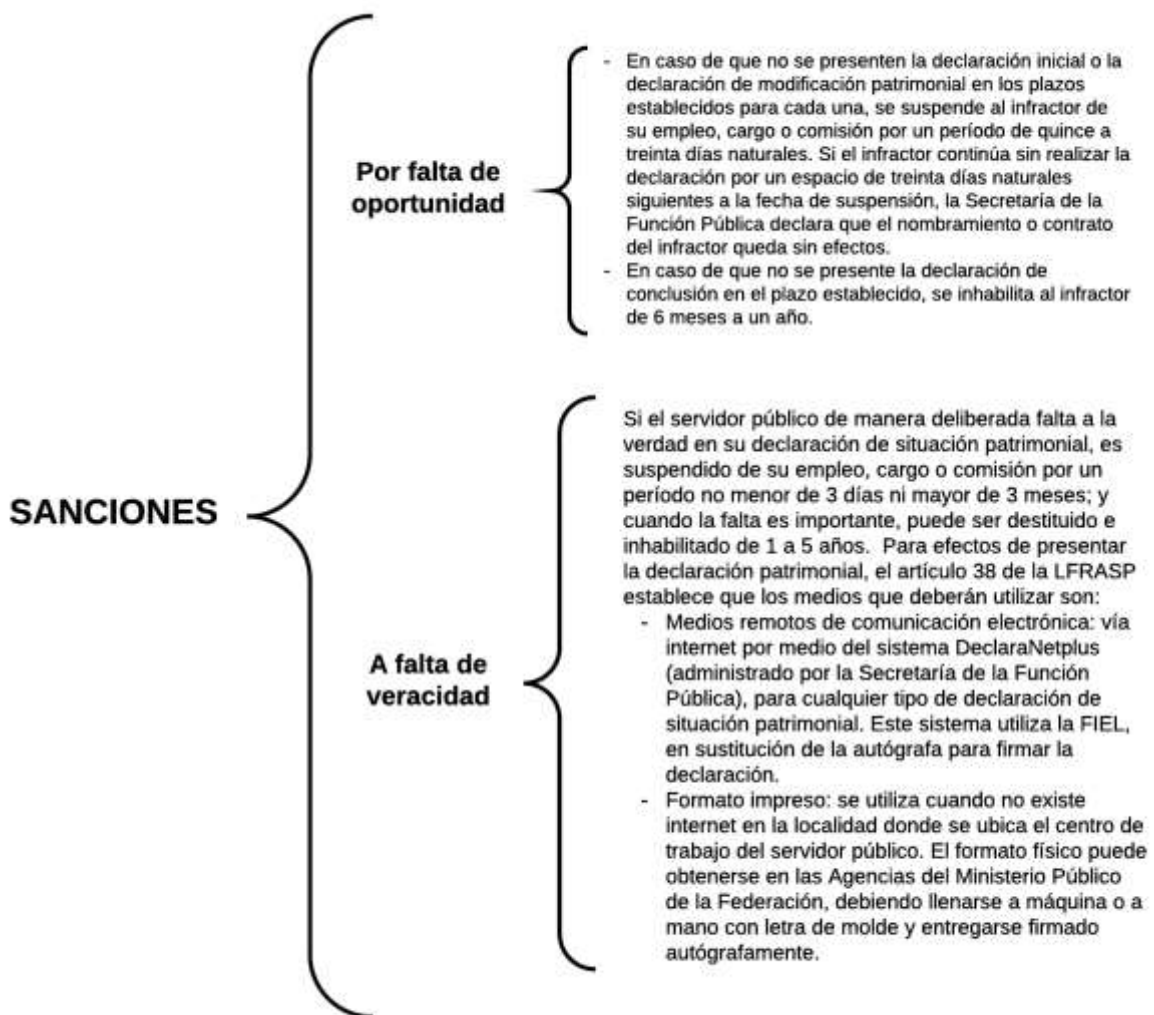 SANCIONES
Por falta de
oportunidad
- En caso de que no se presenten la declaración inicial o la
declaración de modificación patrimonial en los plazos
establecidos para cada una, se suspende al infractor de
su empleo, cargo o comisión por un período de quince a
treinta días naturales. Si el infractor continúa sin realizar la
declaración por un espacio de treinta días naturales
siguientes a la fecha de suspensión, la Secretaría de la
Función Pública declara que el nombramiento o contrato
del infractor queda sin efectos.
- En caso de que no se presente la declaración de
conclusión en el plazo establecido, se inhabilita al infractor
de 6 meses a un año.
A falta de
veracidad
Si el servidor público de manera deliberada falta a la
verdad en su declaración de situación patrimonial, es
suspendido de su empleo, cargo o comisión por un
período no menor de 3 días ni mayor de 3 meses; y
cuando la falta es importante, puede ser destituido e
inhabilitado de 1 a 5 años. Para efectos de presentar
la declaración patrimonial, el artículo 38 de la LFRASP
establece que los medios que deberán utilizar son:
- Medios remotos de comunicación electrónica: vía
internet por medio del sistema DeclaraNetplus
(administrado por la Secretaría de la Función
Pública), para cualquier tipo de declaración de
situación patrimonial. Este sistema utiliza la FIEL,
en sustitución de la autógrafa para firmar la
declaración.
- Formato impreso: se utiliza cuando no existe
internet en la localidad donde se ubica el centro de
trabajo del servidor público. El formato físico puede
obtenerse en las Agencias del Ministerio Público
de la Federación, debiendo llenarse a máquina o a
mano con letra de molde y entregarse firmado
autógrafamente.